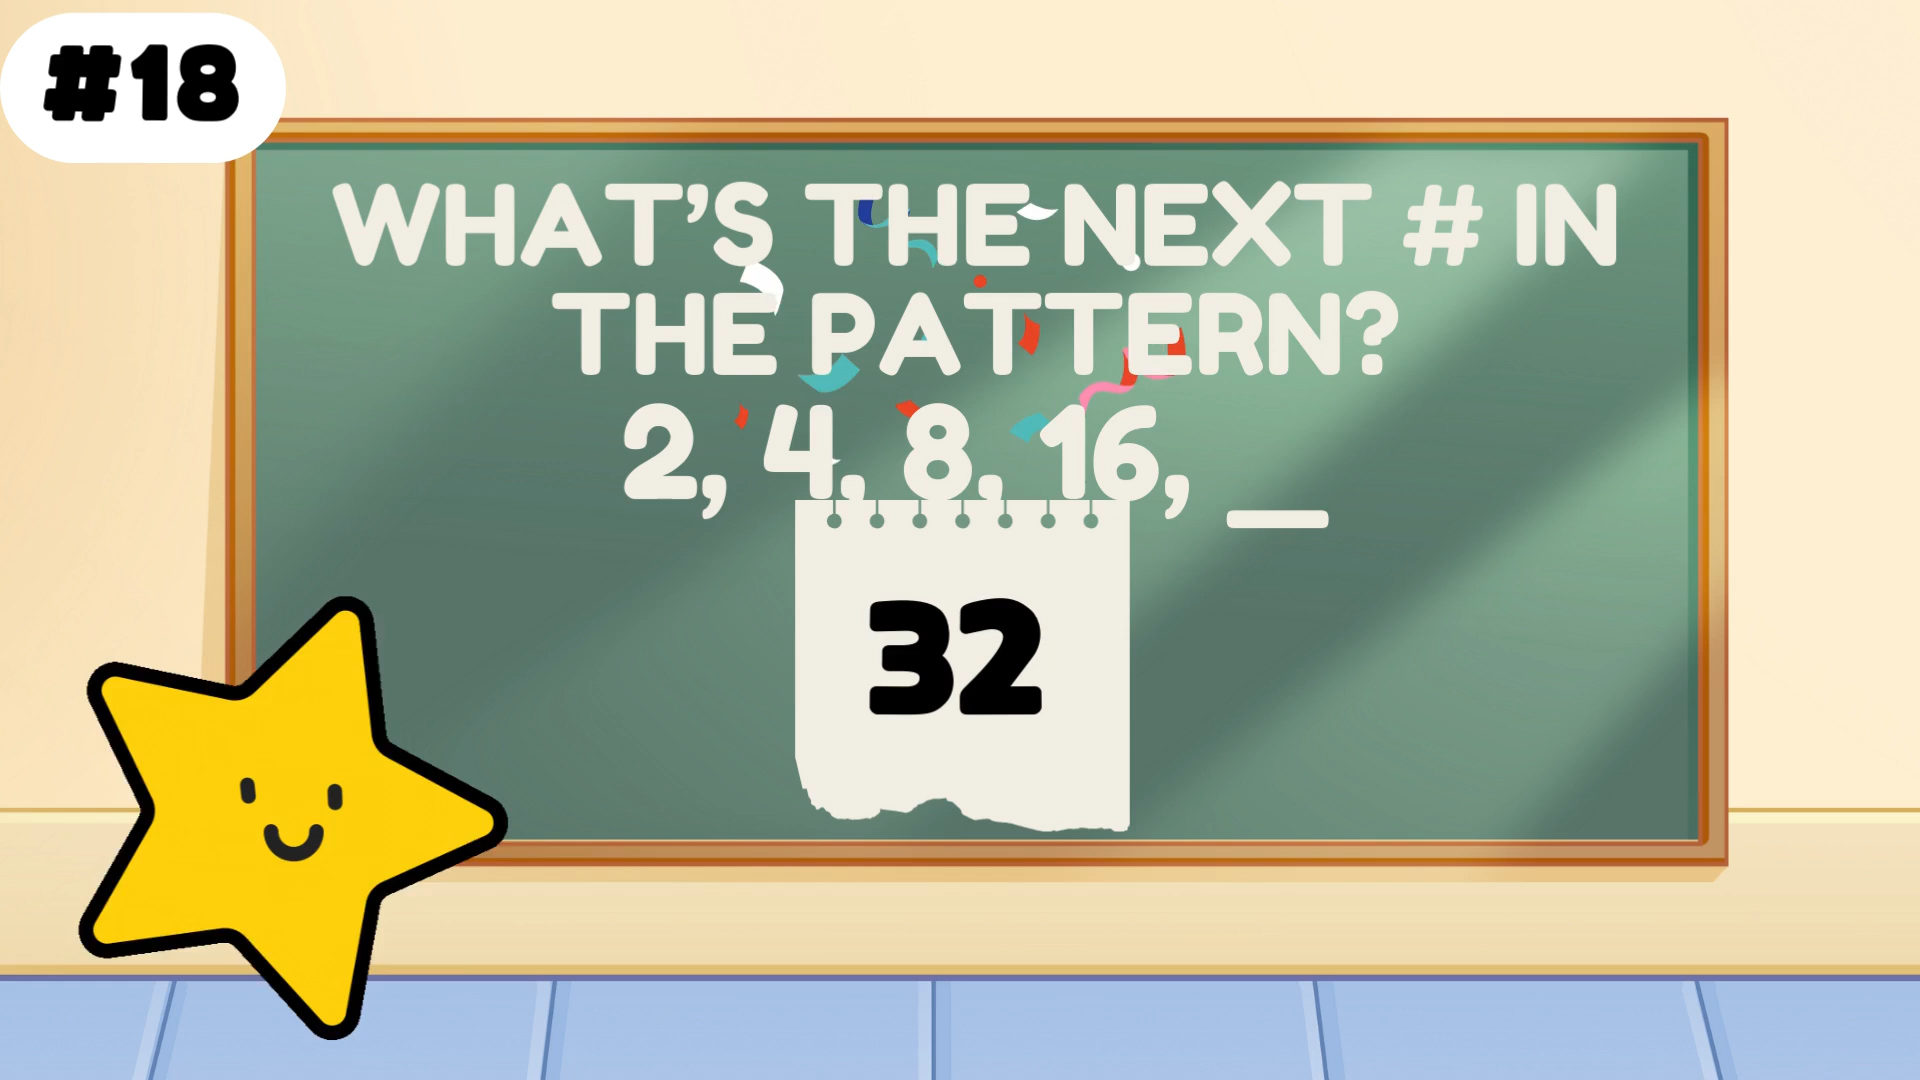 #18
WHAT'S THE NEXT # IN
THE PATTERN?
2, 4, 8, 16, _
32